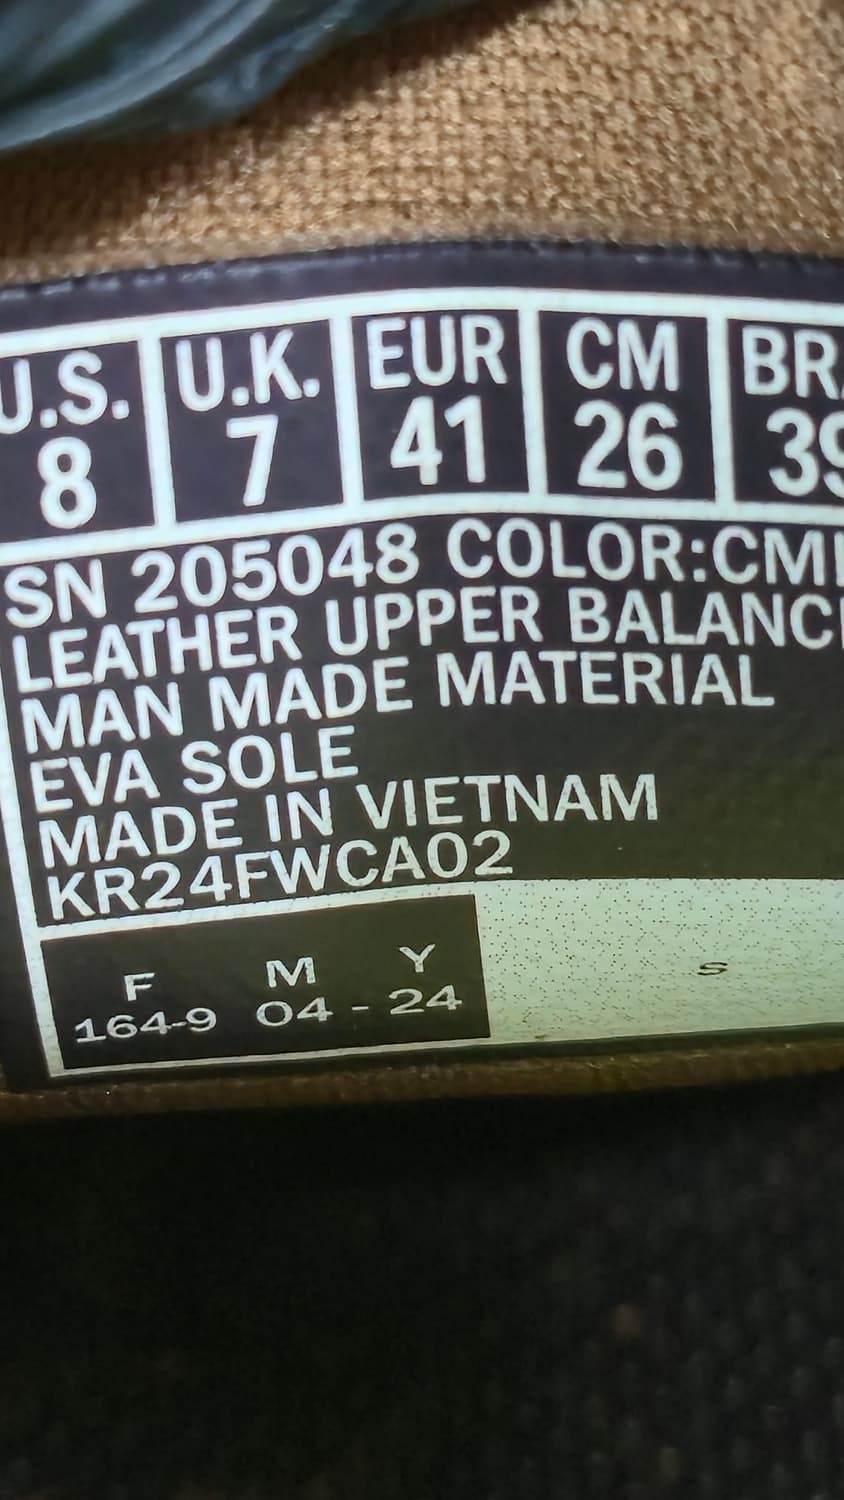 U.S. U.K. EUR CM
8 7 41 26
SN 205048
LEATHER UPPER
MAN MADE MATERIAL
EVA SOLE
MADE IN VIETNAM
KR24FWCA02
F M Y
164-9 04 - 24
S